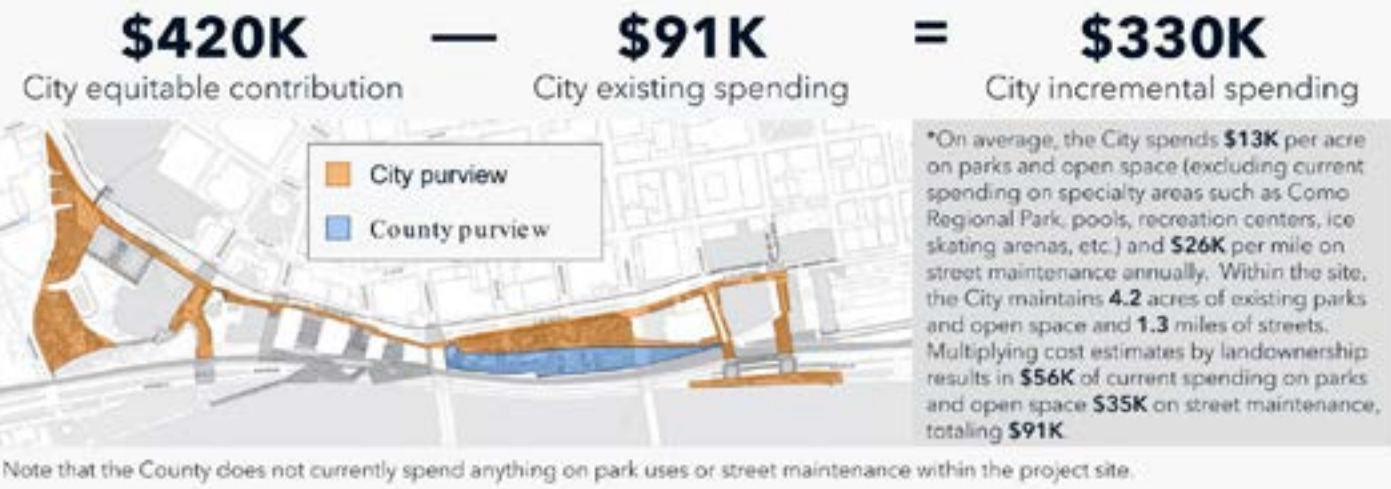 $420K — $91K = $330K
City equitable contribution City existing spending City incremental spending
City purview
County purview
*On average, the City spends $13K per acre
on parks and open space (excluding current
spending on specialty areas such as Como
Regional Park, pools, recreation centers, ice
skating arenas, etc.) and $26K per mile on
street maintenance annually. Within the site,
the City maintains 4.2 acres of existing parks
and open space and 1.3 miles of streets.
Multiplying cost estimates by landownership
results in $56K of current spending on parks
and open space $35K on street maintenance,
totaling $91K.
Note that the County does not currently spend anything on park uses or street maintenance within the project site.